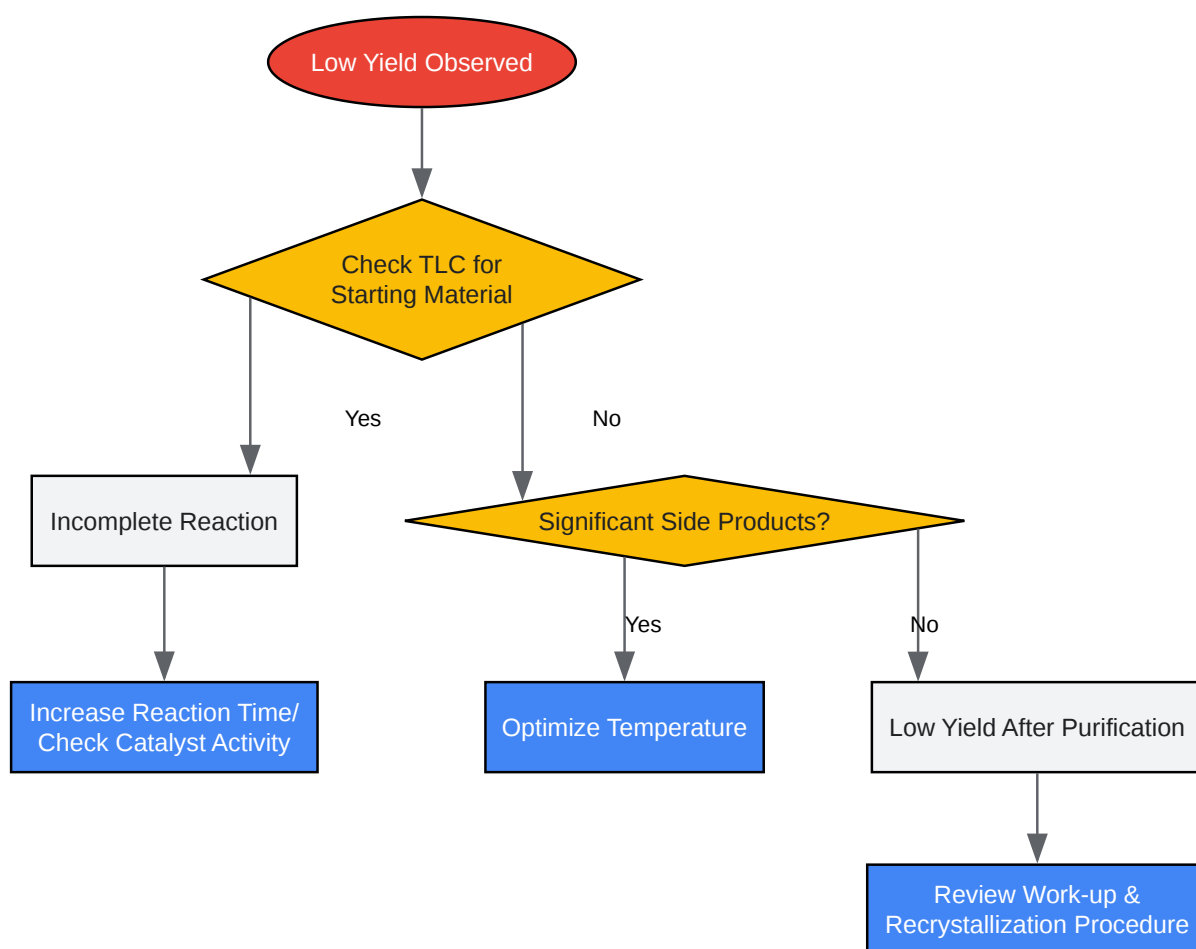 Low Yield Observed
Check TLC for
Starting Material
Yes
No
Incomplete Reaction
Significant Side Products?
Yes
No
Increase Reaction Time/
Check Catalyst Activity
Optimize Temperature
Low Yield After Purification
Review Work-up &
Recrystallization Procedure